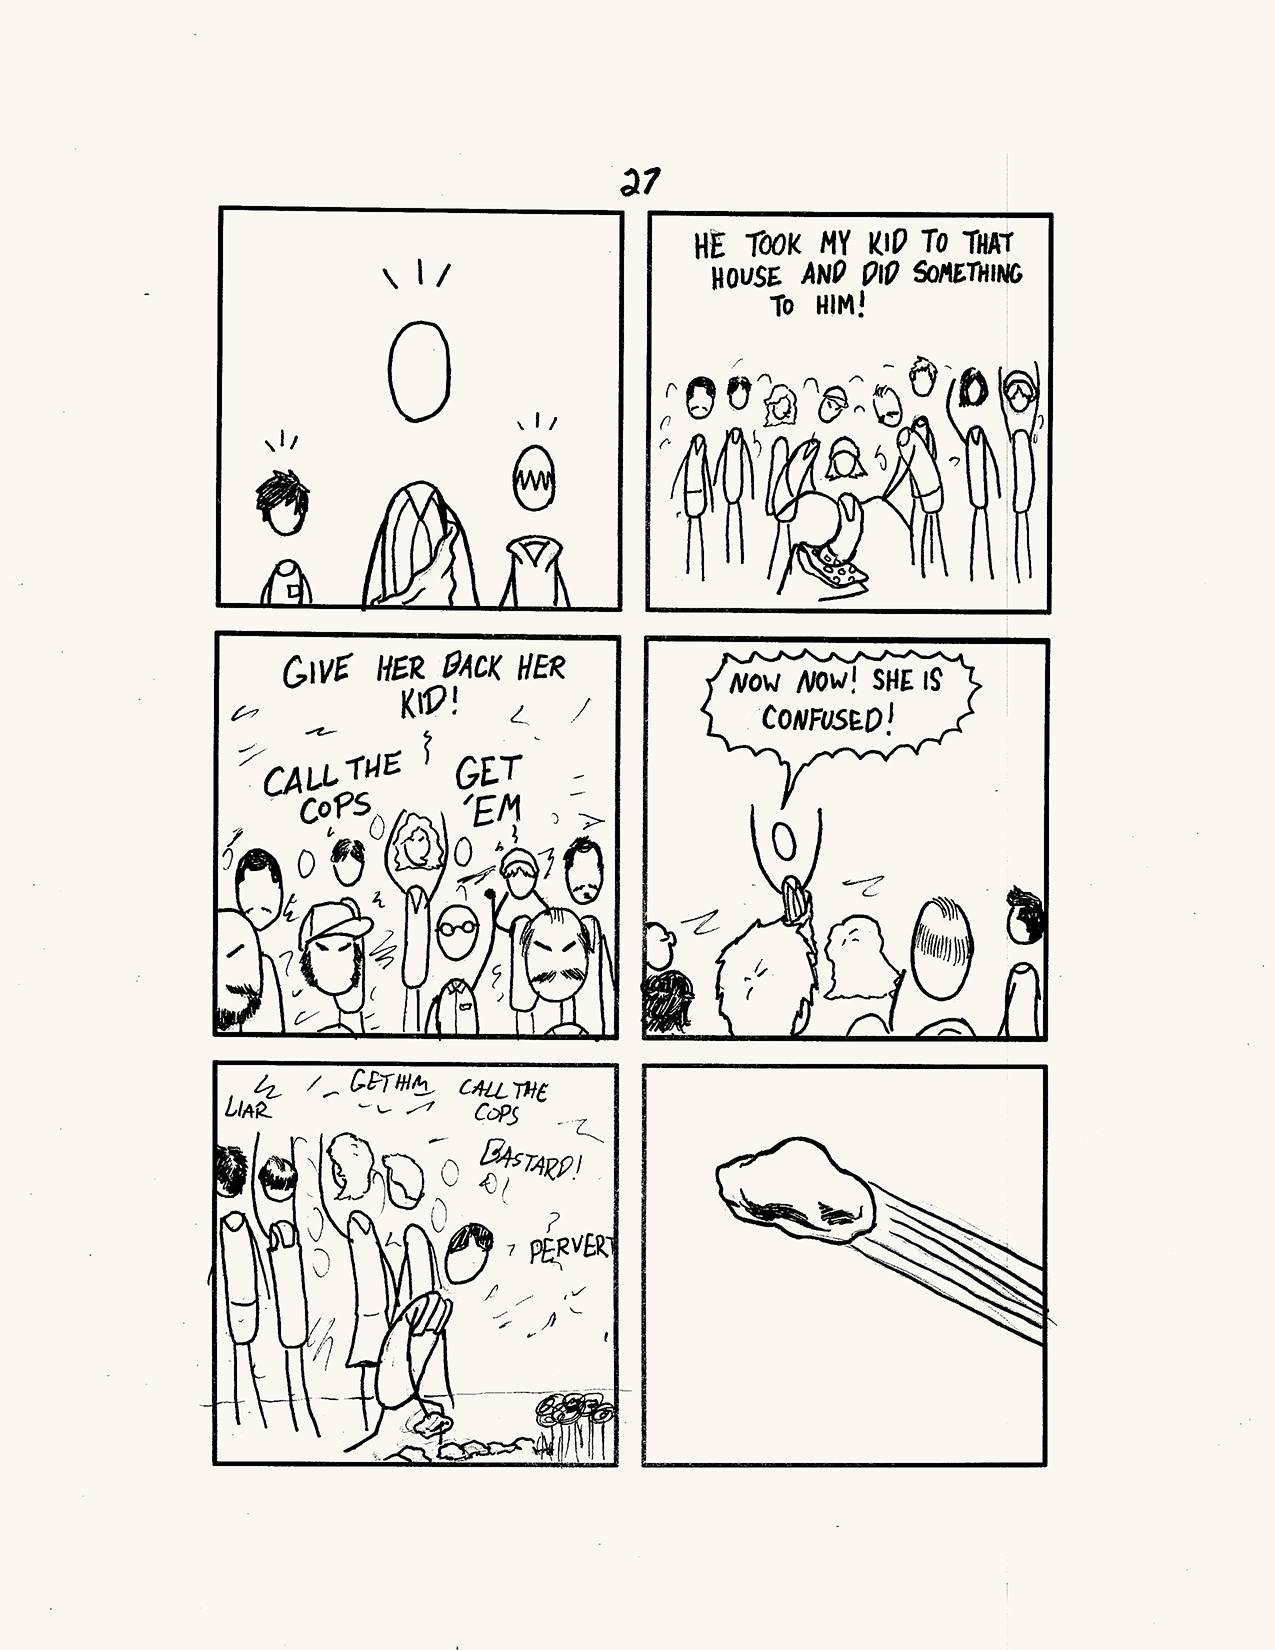 27
HE TOOK MY KID TO THAT
HOUSE AND DID SOMETHING
TO HIM!
GIVE HER BACK HER
KID!
CALL THE
COPS
GET
'EM
NOW NOW! SHE IS
CONFUSED!
LIAR
GET HIM
CALL THE
COPS
BASTARD!
PERVERT